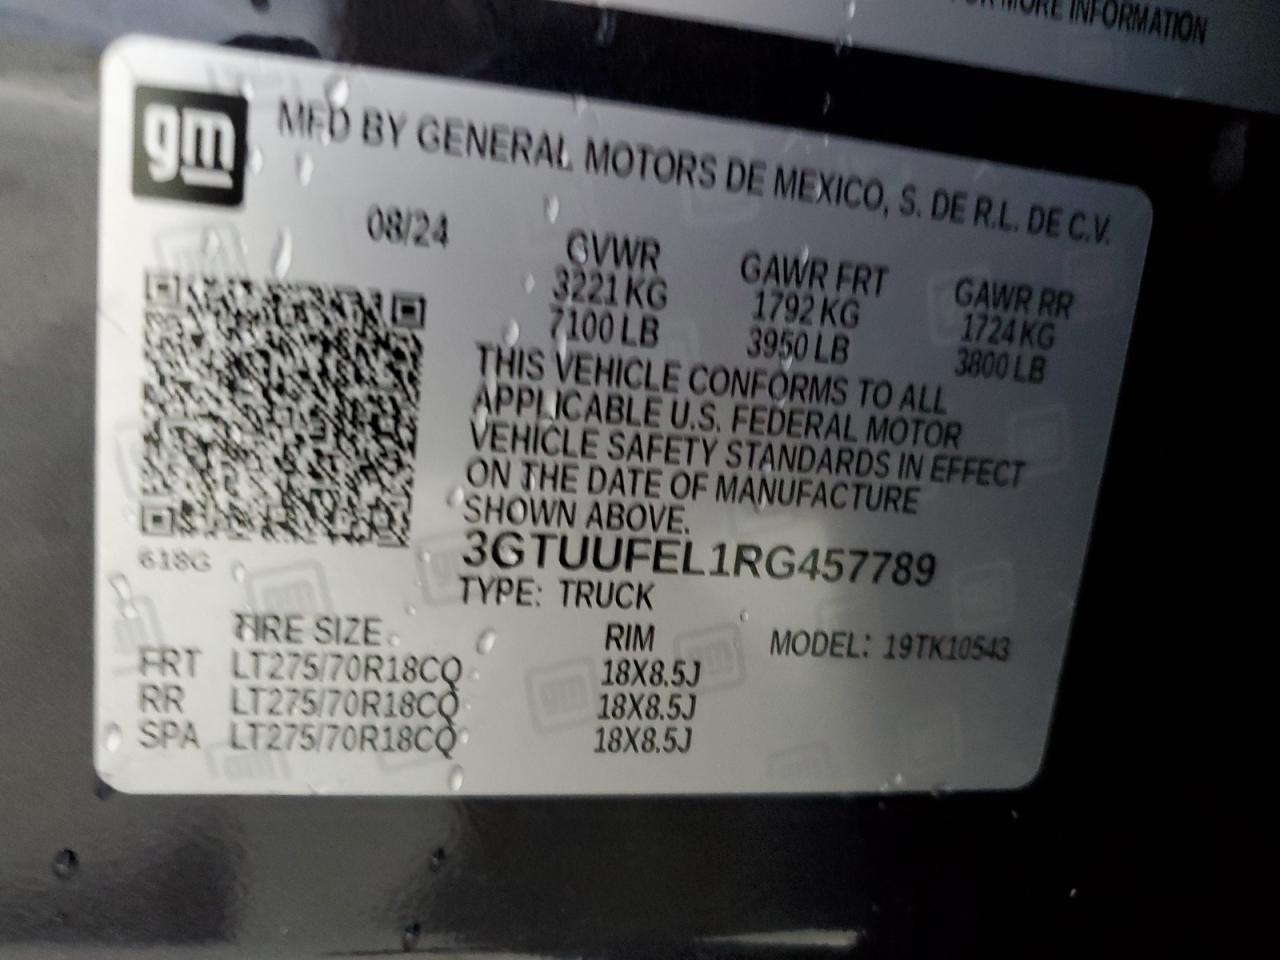 FOR MORE INFORMATION
gm
MFD BY GENERAL MOTORS DE MEXICO, S. DE R.L. DE C.V.
08/24
GVWR GAWR FRT GAWR RR
3221 KG 1792 KG 1724 KG
7100 LB 3950 LB 3800 LB
THIS VEHICLE CONFORMS TO ALL
APPLICABLE U.S. FEDERAL MOTOR
VEHICLE SAFETY STANDARDS IN EFFECT
ON THE DATE OF MANUFACTURE
SHOWN ABOVE.
618G
3GTUUFEL1RG457789
TYPE: TRUCK
TIRE SIZE RIM MODEL: 19TK10543
FRT LT275/70R18CQ 18X8.5J
RR LT275/70R18CQ 18X8.5J
SPA LT275/70R18CQ 18X8.5J